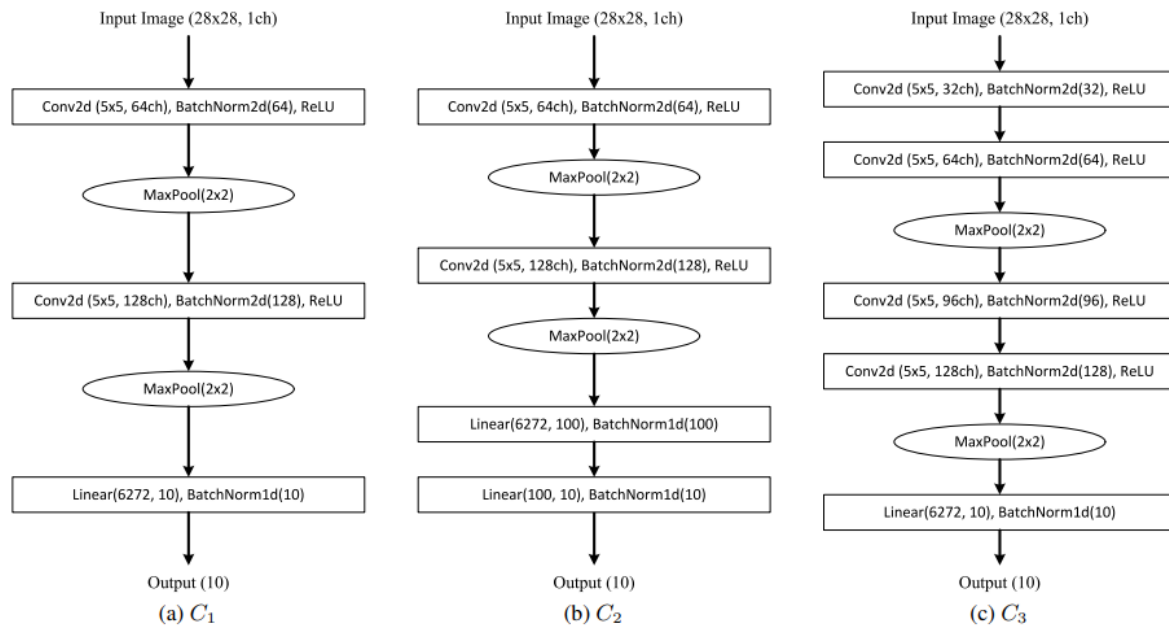 Input Image (28x28, 1ch)
Conv2d (5x5, 64ch), BatchNorm2d(64), ReLU
MaxPool(2x2)
Conv2d (5x5, 128ch), BatchNorm2d(128), ReLU
MaxPool(2x2)
Linear(6272, 10), BatchNorm1d(10)
Output (10)
(a) C1
Input Image (28x28, 1ch)
Conv2d (5x5, 64ch), BatchNorm2d(64), ReLU
MaxPool(2x2)
Conv2d (5x5, 128ch), BatchNorm2d(128), ReLU
MaxPool(2x2)
Linear(6272, 100), BatchNorm1d(100)
Linear(100, 10), BatchNorm1d(10)
Output (10)
(b) C2
Input Image (28x28, 1ch)
Conv2d (5x5, 32ch), BatchNorm2d(32), ReLU
Conv2d (5x5, 64ch), BatchNorm2d(64), ReLU
MaxPool(2x2)
Conv2d (5x5, 96ch), BatchNorm2d(96), ReLU
Conv2d (5x5, 128ch), BatchNorm2d(128), ReLU
MaxPool(2x2)
Linear(6272, 10), BatchNorm1d(10)
Output (10)
(c) C3